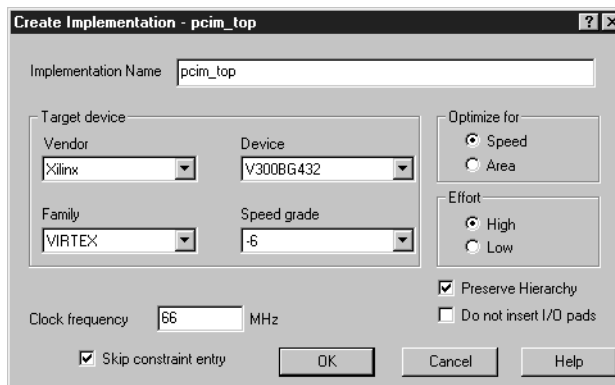 Create Implementation - pcim_top
Implementation Name pcim_top
Target device
Vendor Device
Xilinx V300BG432
Family Speed grade
VIRTEX -6
Optimize for
Speed
Area
Effort
High
Low
Preserve Hierarchy
Clock frequency 66 MHz
Do not insert I/O pads
Skip constraint entry
OK Cancel Help